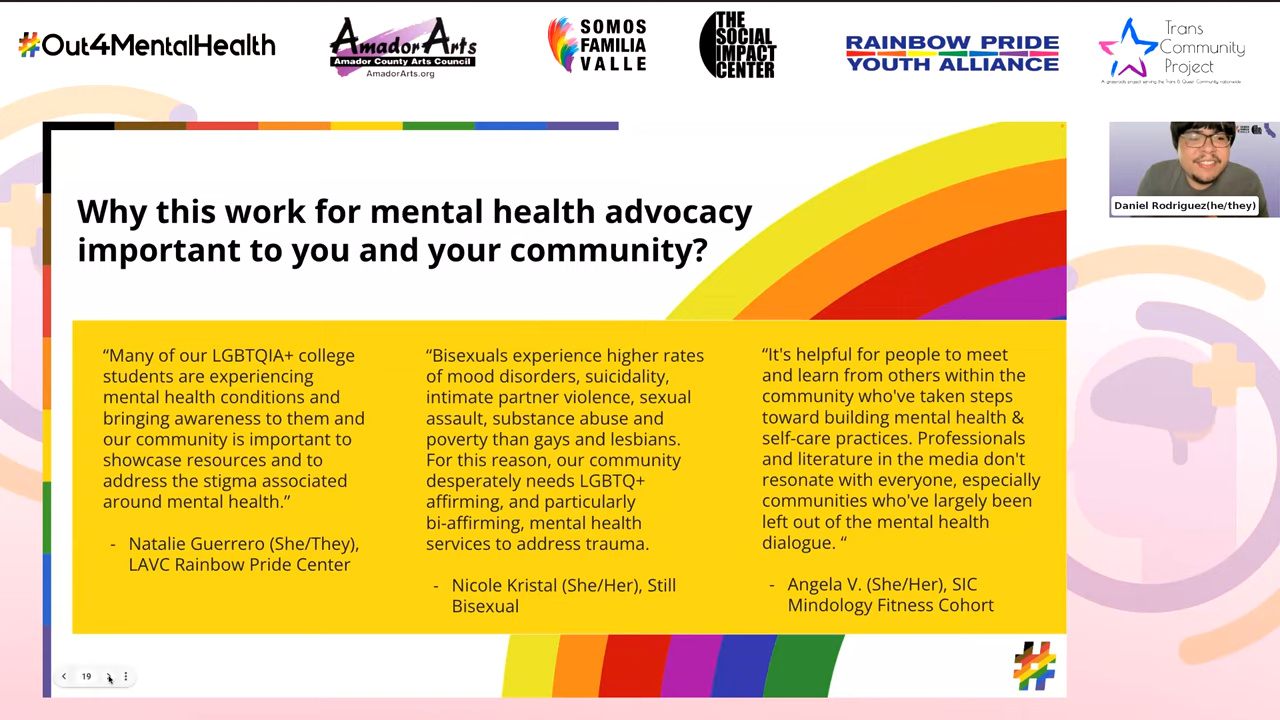 #Out4MentalHealth
AmadorArts
Amador County Arts Council
AmadorArts.org
SOMOS
FAMILIA
VALLE
THE
SOCIAL
IMPACT
CENTER
RAINBOW PRIDE
YOUTH ALLIANCE
Trans
Community
Project
A grassroots project serving the Trans & Queer Community nationwide
Daniel Rodriguez(he/they)
Why this work for mental health advocacy
important to you and your community?
“Many of our LGBTQIA+ college
students are experiencing
mental health conditions and
bringing awareness to them and
our community is important to
showcase resources and to
address the stigma associated
around mental health.”
- Natalie Guerrero (She/They),
LAVC Rainbow Pride Center
“Bisexuals experience higher rates
of mood disorders, suicidality,
intimate partner violence, sexual
assault, substance abuse and
poverty than gays and lesbians.
For this reason, our community
desperately needs LGBTQ+
affirming, and particularly
bi-affirming, mental health
services to address trauma.
- Nicole Kristal (She/Her), Still
Bisexual
“It's helpful for people to meet
and learn from others within the
community who've taken steps
toward building mental health &
self-care practices. Professionals
and literature in the media don't
resonate with everyone, especially
communities who've largely been
left out of the mental health
dialogue. “
- Angela V. (She/Her), SIC
Mindology Fitness Cohort
#
19